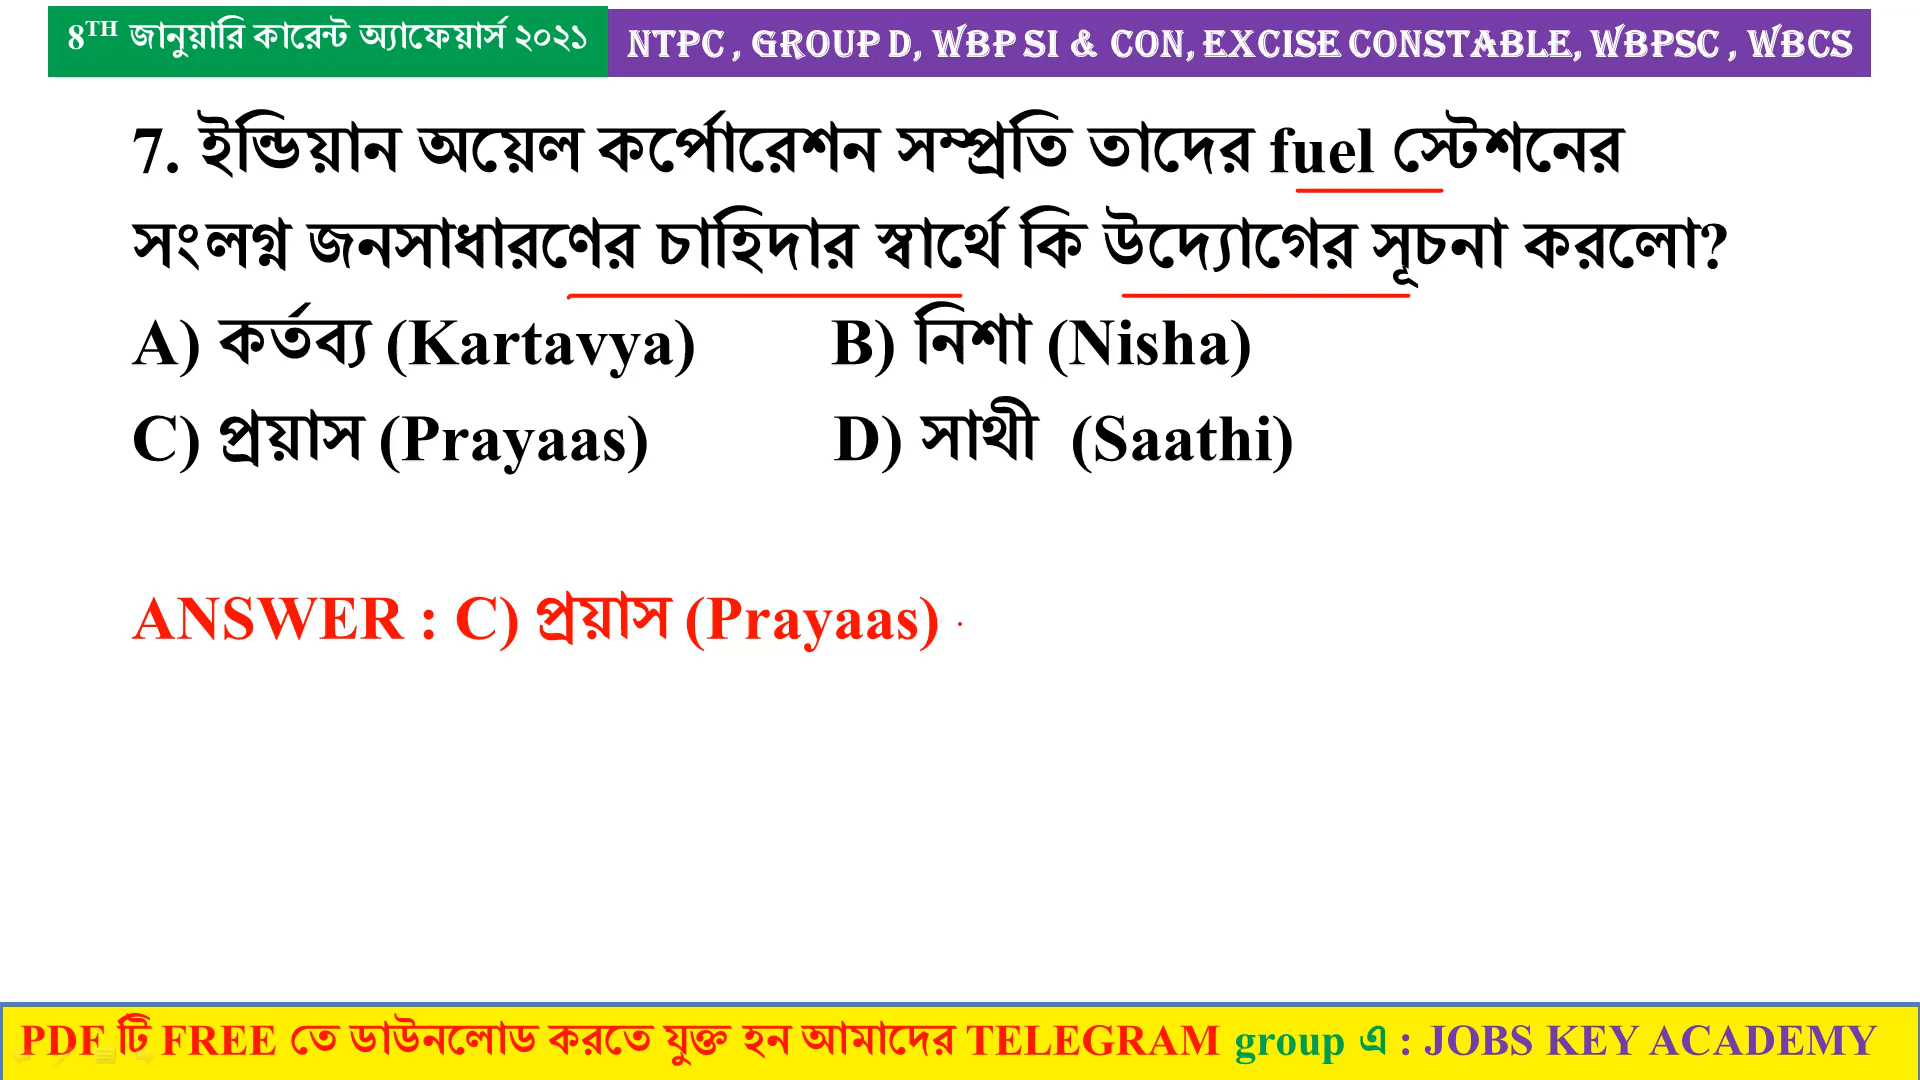 8TH জানুয়ারি কারেন্ট অ্যাফেয়ার্স ২০২১
NTPC , GROUP D, WBP SI & CON, EXCISE CONSTABLE, WBPSC , WBCS
7. ইন্ডিয়ান অয়েল কর্পোরেশন সম্প্রতি তাদের fuel স্টেশনের
সংলগ্ন জনসাধারণের চাহিদার স্বার্থে কি উদ্যোগের সূচনা করলো?
A) কর্তব্য (Kartavya) B) নিশা (Nisha)
C) প্রয়াস (Prayaas) D) সাথী (Saathi)
ANSWER : C) প্রয়াস (Prayaas)
PDF টি FREE তে ডাউনলোড করতে যুক্ত হন আমাদের TELEGRAM group এ : JOBS KEY ACADEMY